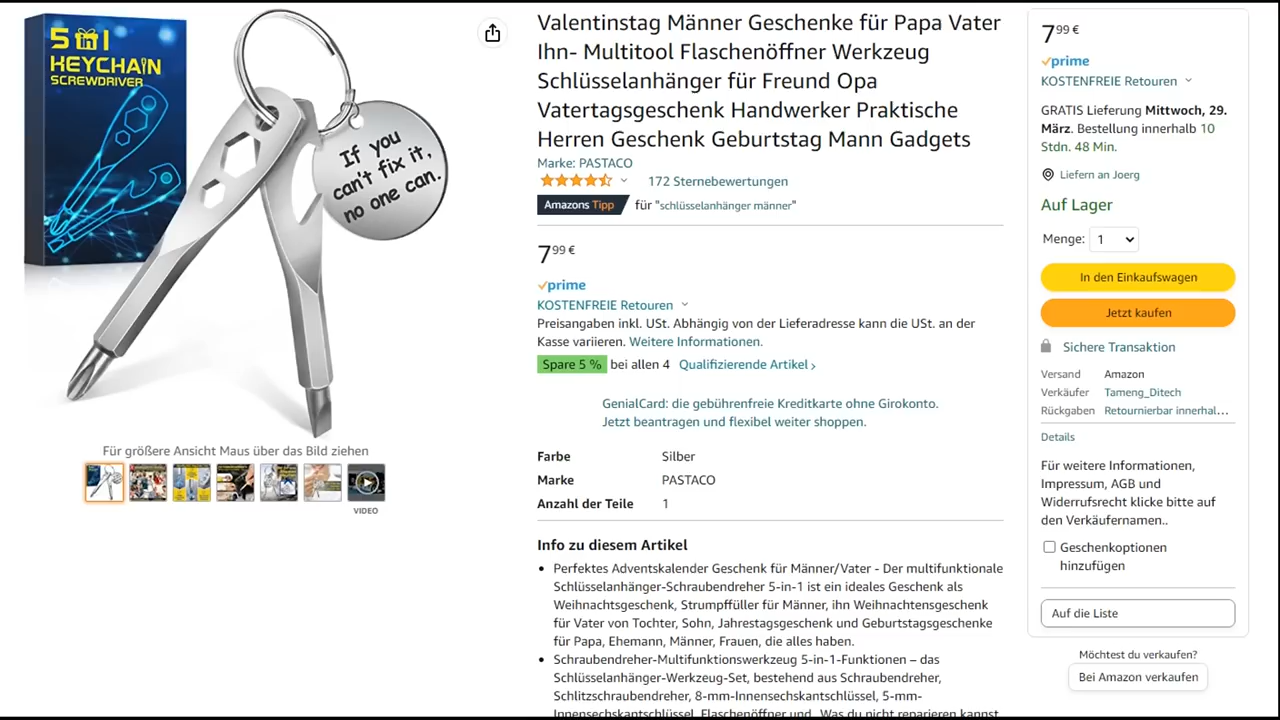 5 in 1
KEYCHAIN
SCREWDRIVER
If you
can't fix it,
no one can.
Für größere Ansicht Maus über das Bild ziehen
VIDEO
Valentinstag Männer Geschenke für Papa Vater
Ihn- Multitool Flaschenöffner Werkzeug
Schlüsselanhänger für Freund Opa
Vatertagsgeschenk Handwerker Praktische
Herren Geschenk Geburtstag Mann Gadgets
Marke: PASTACO
172 Sternebewertungen
Amazons Tipp für "schlüsselanhänger männer"
7⁹⁹ €
prime
KOSTENFREIE Retouren
Preisangaben inkl. USt. Abhängig von der Lieferadresse kann die USt. an der
Kasse variieren. Weitere Informationen.
Spare 5 % bei allen 4 Qualifizierende Artikel ›
GenialCard: die gebührenfreie Kreditkarte ohne Girokonto.
Jetzt beantragen und flexibel weiter shoppen.
Farbe Silber
Marke PASTACO
Anzahl der Teile 1
Info zu diesem Artikel
• Perfektes Adventskalender Geschenk für Männer/Vater - Der multifunktionale
Schlüsselanhänger-Schraubendreher 5-in-1 ist ein ideales Geschenk als
Weihnachtsgeschenk, Strumpffüller für Männer, ihn Weihnachtensgeschenk
für Vater von Tochter, Sohn, Jahrestagsgeschenk und Geburtstagsgeschenke
für Papa, Ehemann, Männer, Frauen, die alles haben.
• Schraubendreher-Multifunktionswerkzeug 5-in-1-Funktionen – das
Schlüsselanhänger-Werkzeug-Set, bestehend aus Schraubendreher,
Schlitzschraubendreher, 8-mm-Innensechskantschlüssel, 5-mm-
Innensechskantschlüssel, Flaschenöffner und „Was du nicht reparieren kannst
7⁹⁹ €
prime
KOSTENFREIE Retouren
GRATIS Lieferung Mittwoch, 29.
März. Bestellung innerhalb 10
Stdn. 48 Min.
Liefern an Joerg
Auf Lager
Menge: 1
In den Einkaufswagen
Jetzt kaufen
Sichere Transaktion
Versand Amazon
Verkäufer Tameng_Ditech
Rückgaben Retournierbar innerhal...
Details
Für weitere Informationen,
Impressum, AGB und
Widerrufsrecht klicke bitte auf
den Verkäufernamen..
Geschenkoptionen
hinzufügen
Auf die Liste
Möchtest du verkaufen?
Bei Amazon verkaufen